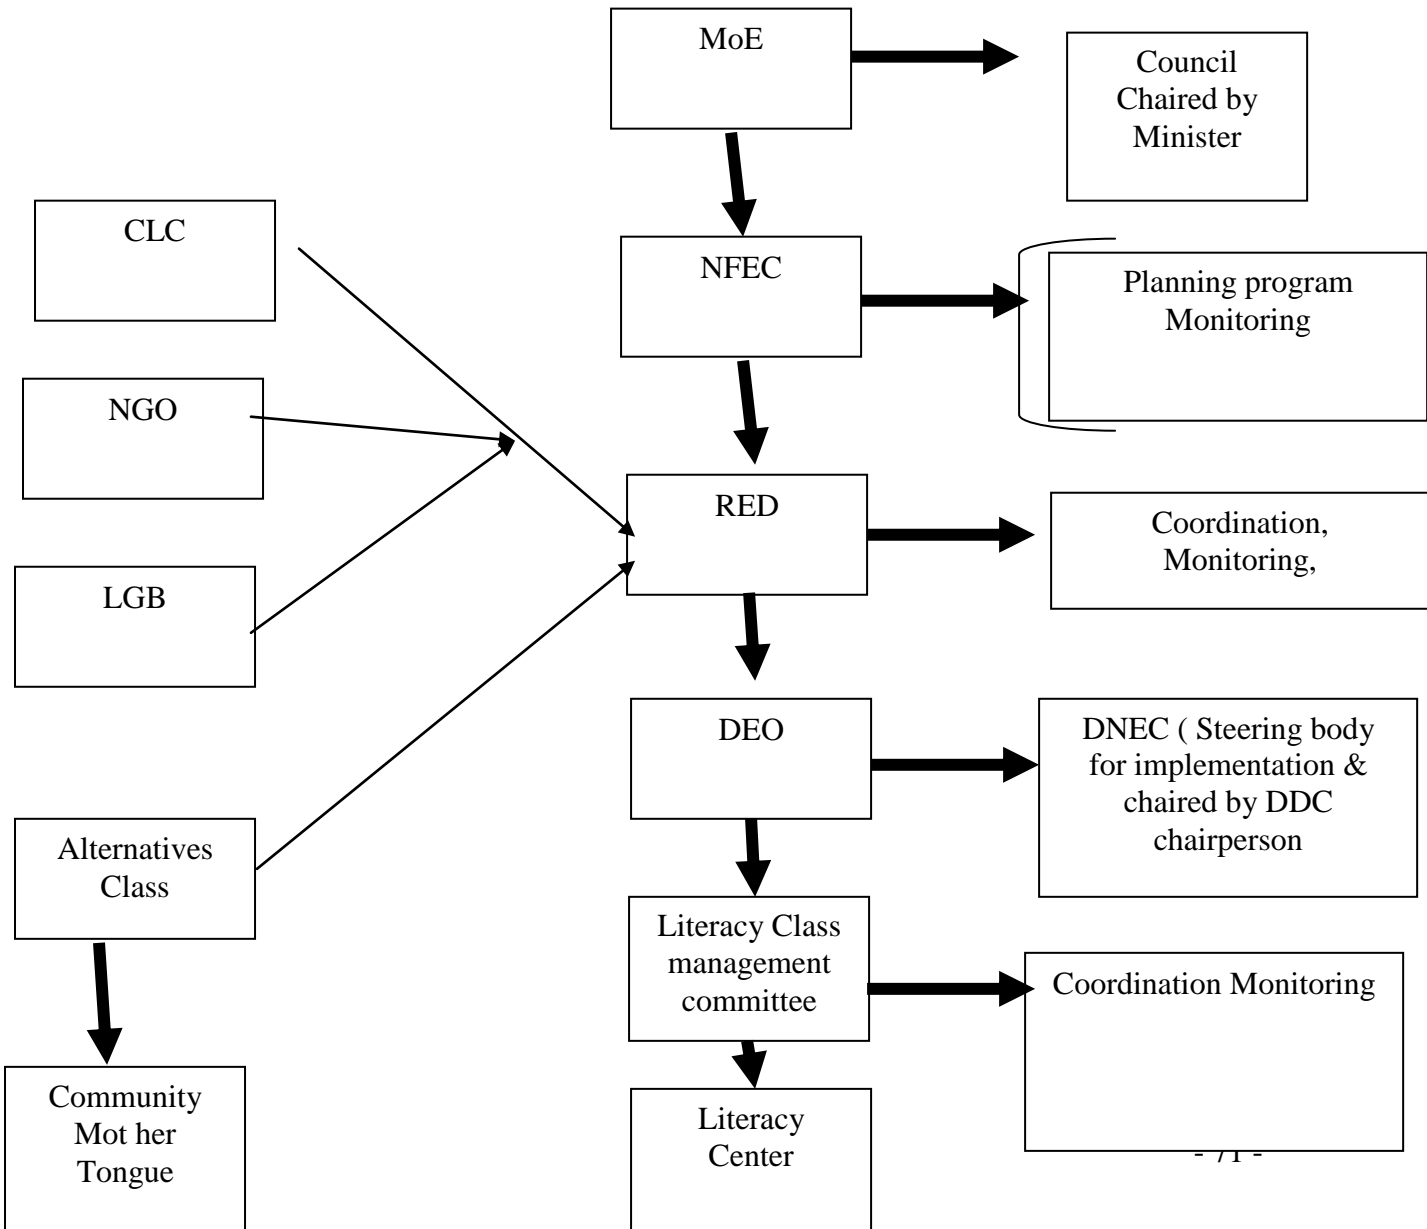 MoE
Council
Chaired by
Minister
CLC
NFEC
Planning program
Monitoring
NGO
RED
Coordination,
Monitoring,
LGB
DEO
DNEC ( Steering body
for implementation &
chaired by DDC
chairperson
Alternatives
Class
Literacy Class
management
committee
Coordination Monitoring
Community
Mot her
Tongue
Literacy
Center